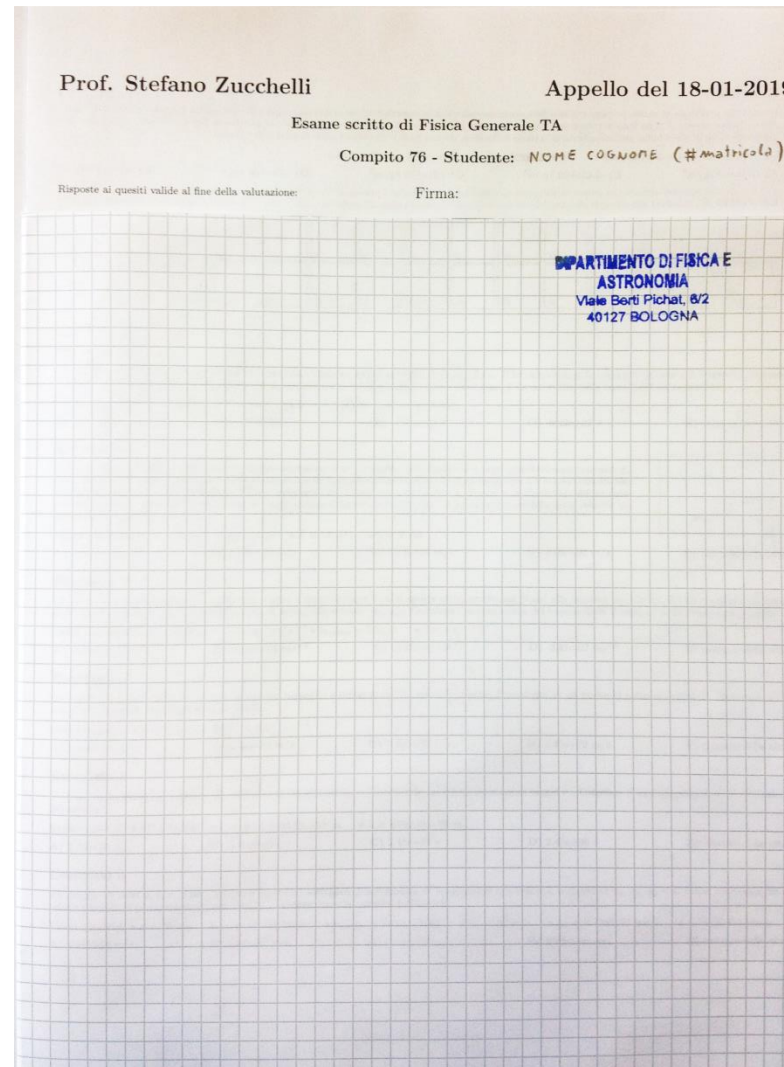 Prof. Stefano Zucchelli Appello del 18-01-2019
Esame scritto di Fisica Generale TA
Compito 76 - Studente: NOME COGNOME (#matricola)
Risposte ai quesiti valide al fine della valutazione: Firma:
DIPARTIMENTO DI FISICA E
ASTRONOMIA
Viale Berti Pichat, 6/2
40127 BOLOGNA